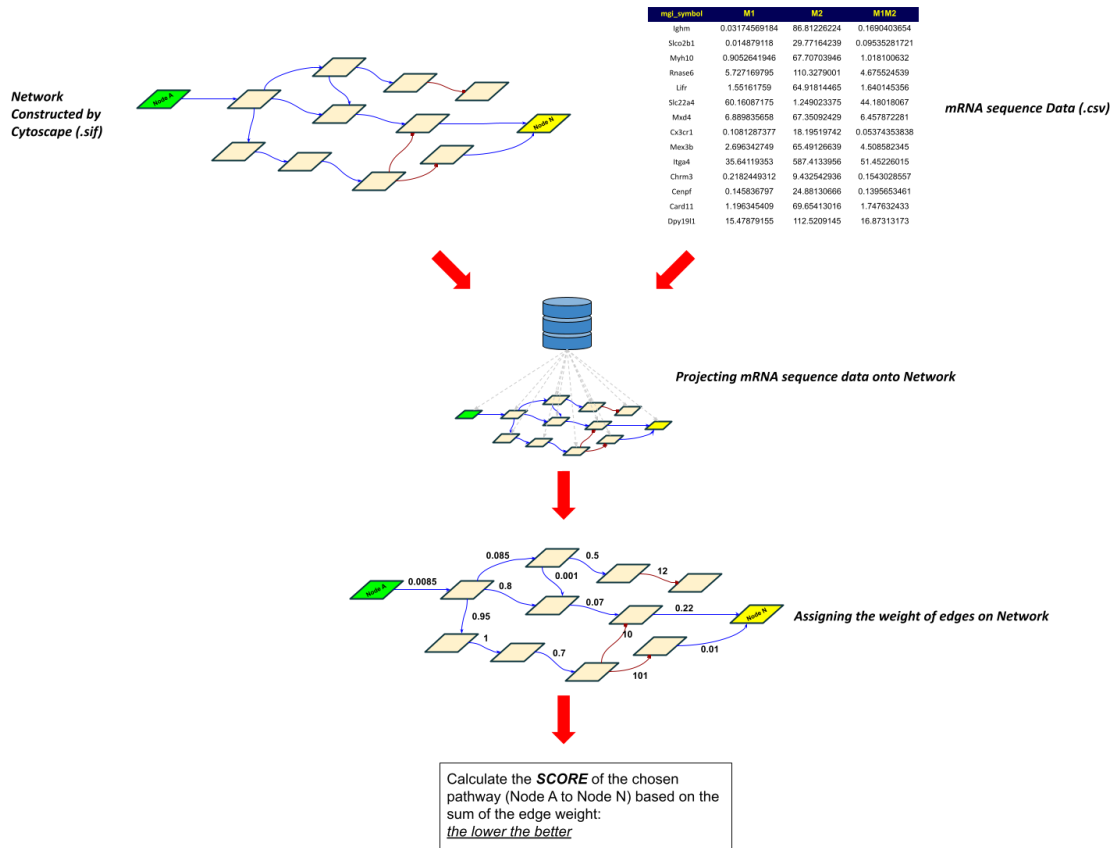 Network
Constructed by
Cytoscape (.sif)
Node A
Node N
mgi_symbol M1 M2 M1M2
Ighm 0.03174569184 86.81226224 0.1690403654
Slco2b1 0.014879118 29.77164239 0.09535281721
Myh10 0.9052641946 67.70703946 1.018100632
Rnase6 5.727169795 110.3279001 4.675524539
Lifr 1.55161759 64.91814465 1.640145356
Slc22a4 60.16087175 1.249023375 44.18018067
Mxd4 6.889835658 67.35092429 6.457872281
Cx3cr1 0.1081287377 18.19519742 0.05374353838
Mex3b 2.696342749 65.49126639 4.508582345
Itga4 35.64119353 587.4133956 51.45226015
Chrm3 0.2182449312 9.432542936 0.1543028557
Cenpf 0.145836797 24.88130666 0.1395653461
Card11 1.196345409 69.65413016 1.747632433
Dpy19l1 15.47879155 112.5209145 16.87313173
mRNA sequence Data (.csv)
Projecting mRNA sequence data onto Network
0.085 0.5
0.0085 0.8 0.001 12
Node A
0.95 0.07 0.22
Node N
1 0.7 10 0.01
101
Assigning the weight of edges on Network
Calculate the SCORE of the chosen
pathway (Node A to Node N) based on the
sum of the edge weight:
the lower the better